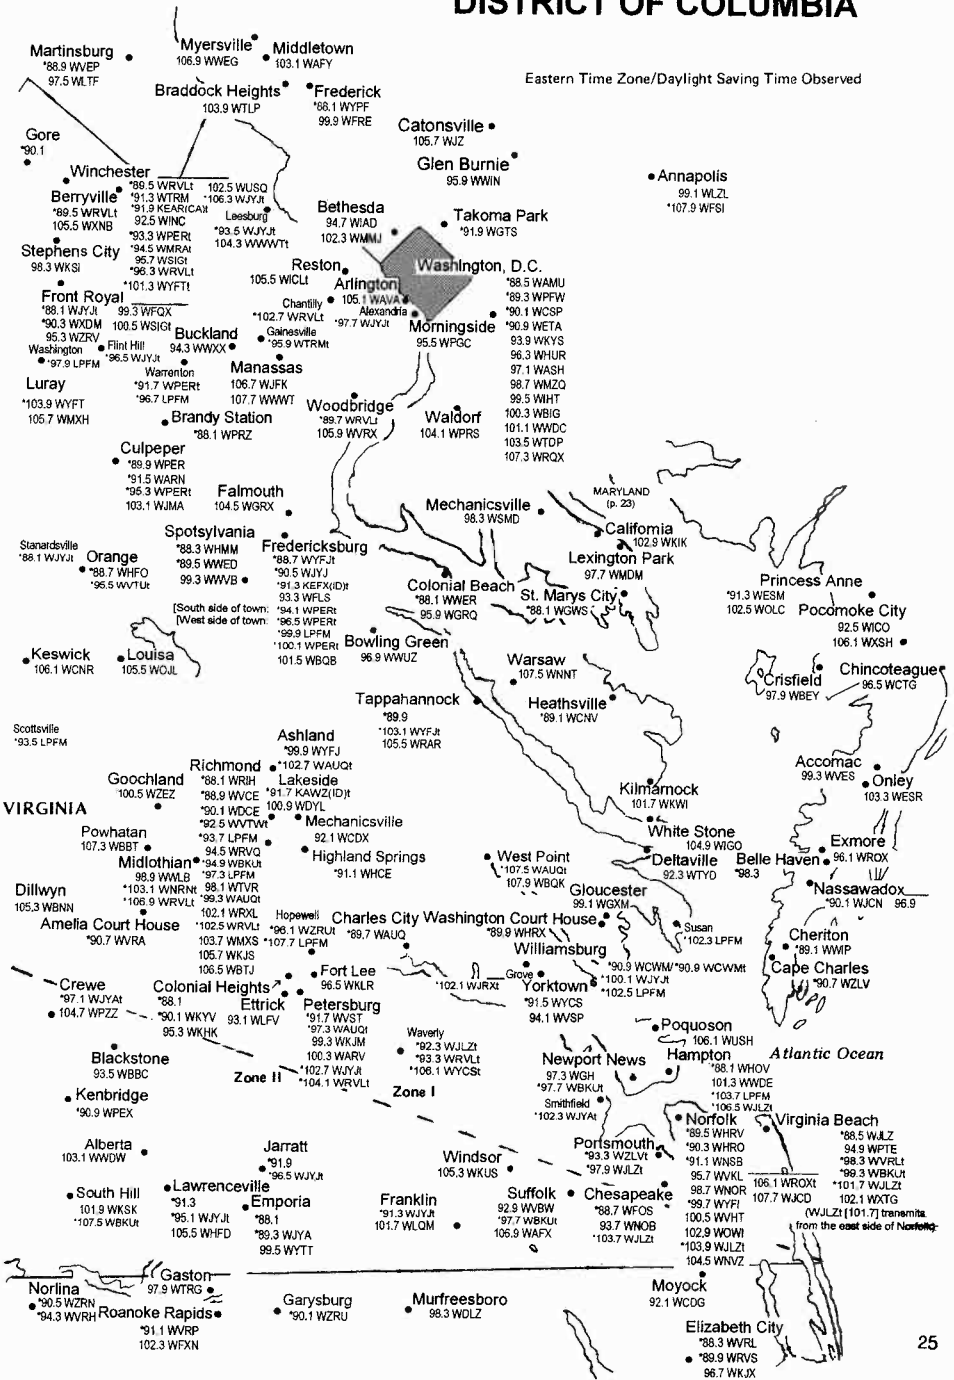 DISTRICT OF COLUMBIA
Eastern Time Zone/Daylight Saving Time Observed
Martinsburg
*88.9 WVEP
97.5 WLTF
Myersville
106.9 WWEG
Middletown
103.1 WAFY
Braddock Heights
103.9 WTLP
Frederick
*88.1 WYPF
99.9 WFRE
Catonsville
105.7 WJZ
Glen Burnie
95.9 WWIN
Annapolis
99.1 WLZL
*107.9 WFSI
Gore
*90.1
Winchester
*89.5 WRVLt
*91.3 WTRM
*91.9 KEAR(CA)t
92.5 WINC
*93.3 WPERt
*94.5 WMRAt
95.7 WSIGt
*96.3 WRVLt
*101.3 WYFTt
102.5 WUSQ
*106.3 WJYJt
Berryville
*89.5 WRVLt
105.5 WXNB
Leesburg
*93.5 WJYJt
104.3 WWWTt
Bethesda
94.7 WIAD
102.3 WMMJ
Takoma Park
*91.9 WGTS
Stephens City
98.3 WKSI
Reston
105.5 WICLt
Arlington
105.1 WAVA
Washington, D.C.
*88.5 WAMU
*89.3 WPFW
*90.1 WCSP
*90.9 WETA
93.9 WKYS
96.3 WHUR
97.1 WASH
98.7 WMZQ
99.5 WIHT
100.3 WBIG
101.1 WWDC
103.5 WTDP
107.3 WRQX
Front Royal
*88.1 WJYJt
*90.3 WXDM
95.3 WZRV
99.3 WFQX
100.5 WSIGt
Chantilly
*102.7 WRVLt
Alexandria
*97.7 WJYJt
Morningside
95.5 WPGC
Buckland
94.3 WWXX
Gainesville
*95.9 WTRMt
Washington
*97.9 LPFM
Flint Hill
*96.5 WJYJt
Warrenton
*91.7 WPERt
*96.7 LPFM
Manassas
106.7 WJFK
107.7 WWWT
Luray
*103.9 WYFT
105.7 WMXH
Brandy Station
*88.1 WPRZ
Woodbridge
*89.7 WRVLt
105.9 WVRX
Waldorf
104.1 WPRS
Culpeper
*89.9 WPER
*91.5 WARN
*95.3 WPERt
103.1 WJMA
Falmouth
104.5 WGRX
Mechanicsville
98.3 WSMD
MARYLAND
(p. 23)
California
102.9 WKIK
Lexington Park
97.7 WMDM
Stanardsville
*88.1 WJYJt
Orange
*88.7 WHFO
*96.5 WVTUt
Spotsylvania
*88.3 WHMM
*89.5 WWED
99.3 WWVB
Fredericksburg
*88.7 WYFJt
*90.5 WJYJ
*91.3 KEFX(ID)t
93.3 WFLS
[South side of town: *94.1 WPERt
[West side of town: *96.5 WPERt
*99.9 LPFM
*100.1 WPERt
101.5 WBQB
Colonial Beach
*88.1 WWER
95.9 WGRQ
St. Marys City
*88.1 WGWS
Princess Anne
*91.3 WESM
102.5 WOLC
Pocomoke City
92.5 WICO
106.1 WXSH
Bowling Green
96.9 WWUZ
Keswick
106.1 WCNR
Louisa
105.5 WOJL
Warsaw
107.5 WNNT
Crisfield
97.9 WBEY
Chincoteague
96.5 WCTG
Tappahannock
*89.9
*103.1 WYFJt
105.5 WRAR
Heathsville
*89.1 WCNV
Scottsville
*93.5 LPFM
Ashland
*99.9 WYFJ
*102.7 WAUQt
Richmond
*88.1 WRIH
*88.9 WVCE
*90.1 WDCE
*92.5 WVTWt
*93.7 LPFM
94.5 WRVQ
*94.9 WBKUt
*97.3 LPFM
98.1 WTVR
*99.3 WAUQt
102.1 WRXL
*102.5 WRVLt
103.7 WMXS
105.7 WKJS
106.5 WBTJ
Lakeside
*91.7 KAWZ(ID)t
100.9 WDYL
Goochland
100.5 WZEZ
Kilmarnock
101.7 WKWI
Accomac
99.3 WVES
Onley
103.3 WESR
VIRGINIA
Powhatan
107.3 WBBT
Mechanicsville
92.1 WCDX
Highland Springs
*91.1 WHCE
White Stone
104.9 WIGO
Exmore
96.1 WROX
Midlothian
98.9 WWLB
*103.1 WNRNt
*106.9 WRVLt
West Point
*107.5 WAUQt
107.9 WBQK
Deltaville
92.3 WTYD
Belle Haven
*98.3
Dillwyn
105.3 WBNN
Gloucester
99.1 WGXM
Nassawadox
*90.1 WJCN 96.9
Amelia Court House
*90.7 WVRA
Hopewell
*96.1 WZRUt
*107.7 LPFM
Charles City
*89.7 WAUQ
Washington Court House
*89.9 WHRX
Susan
*102.3 LPFM
Cheriton
*89.1 WWIP
Williamsburg
*90.9 WCWM/*90.9 WCWMt
*100.1 WJYJt
*102.5 LPFM
Cape Charles
*90.7 WZLV
Crewe
*97.1 WJYAt
104.7 WPZZ
Colonial Heights
*88.1
*90.1 WKYV
95.3 WKHK
Fort Lee
96.5 WKLR
Grove
*102.1 WJRXt
Yorktown
*91.5 WYCS
94.1 WVSP
Ettrick
93.1 WLFV
Petersburg
*91.7 WVST
*97.3 WAUQt
99.3 WKJM
100.3 WARV
*102.7 WJYJt
*104.1 WRVLt
Waverly
*92.3 WJLZt
*93.3 WRVLt
*106.1 WYCSt
Poquoson
106.1 WUSH
Atlantic Ocean
Blackstone
93.5 WBBC
Zone II
Zone I
Newport News
97.3 WGH
*97.7 WBKUt
Hampton
*88.1 WHOV
101.3 WWDE
*103.7 LPFM
*106.5 WJLZt
Kenbridge
*90.9 WPEX
Smithfield
*102.3 WJYAt
Norfolk
*89.5 WHRV
*90.3 WHRO
*91.1 WNSB
95.7 WVKL
98.7 WNOR
*99.7 WYFI
100.5 WVHT
102.9 WOWI
*103.9 WJLZt
104.5 WNVZ
Virginia Beach
*88.5 WJLZ
94.9 WPTE
*98.3 WVRLt
*99.3 WBKUt
*101.7 WJLZt
102.1 WXTG
106.1 WROXt
107.7 WJCD
(WJLZt [101.7] transmits
from the east side of Norfolk)
Alberta
103.1 WWDW
Jarratt
*91.9
*96.5 WJYJt
Windsor
105.3 WKUS
Portsmouth
*93.3 WZLVt
*97.9 WJLZt
South Hill
101.9 WKSK
*107.5 WBKUt
Lawrenceville
*91.3
*95.1 WJYJt
105.5 WHFD
Emporia
*88.1
*89.3 WJYA
99.5 WYTT
Franklin
*91.3 WJYJt
101.7 WLQM
Suffolk
92.9 WVBW
*97.7 WBKUt
106.9 WAFX
Chesapeake
*88.7 WFOS
93.7 WNOB
*103.7 WJLZt
Norlina
*90.5 WZRN
*94.3 WVRH
Gaston
97.9 WTRG
Roanoke Rapids
*91.1 WVRP
102.3 WFXN
Garysburg
*90.1 WZRU
Murfreesboro
98.3 WDLZ
Moyock
92.1 WCDG
Elizabeth City
*88.3 WVRL
*89.9 WRVS
96.7 WKJX
25